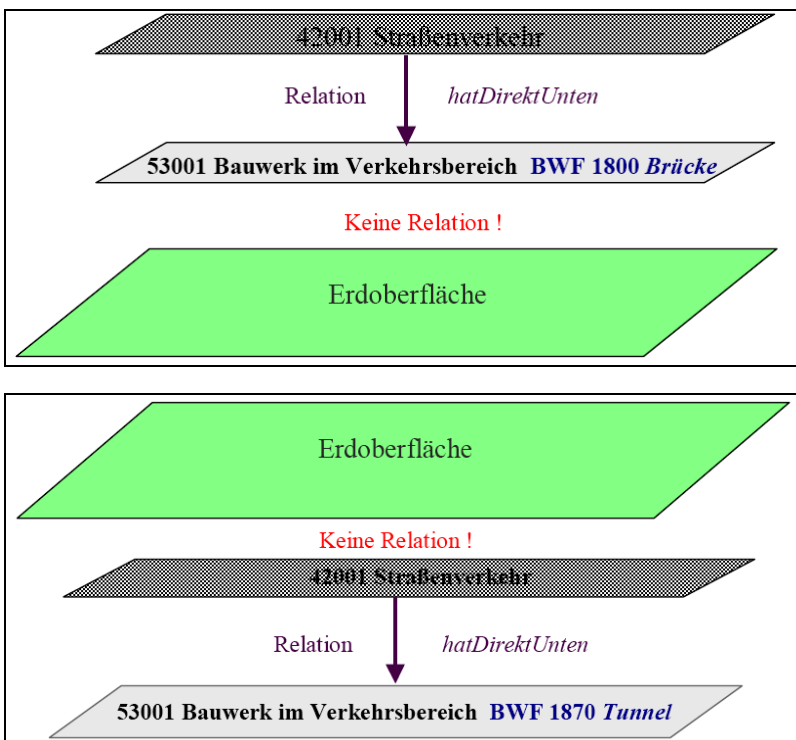 42001 Straßenverkehr
Relation hatDirektUnten
53001 Bauwerk im Verkehrsbereich BWF 1800 Brücke
Keine Relation !
Erdoberfläche
Erdoberfläche
Keine Relation !
42001 Straßenverkehr
Relation hatDirektUnten
53001 Bauwerk im Verkehrsbereich BWF 1870 Tunnel